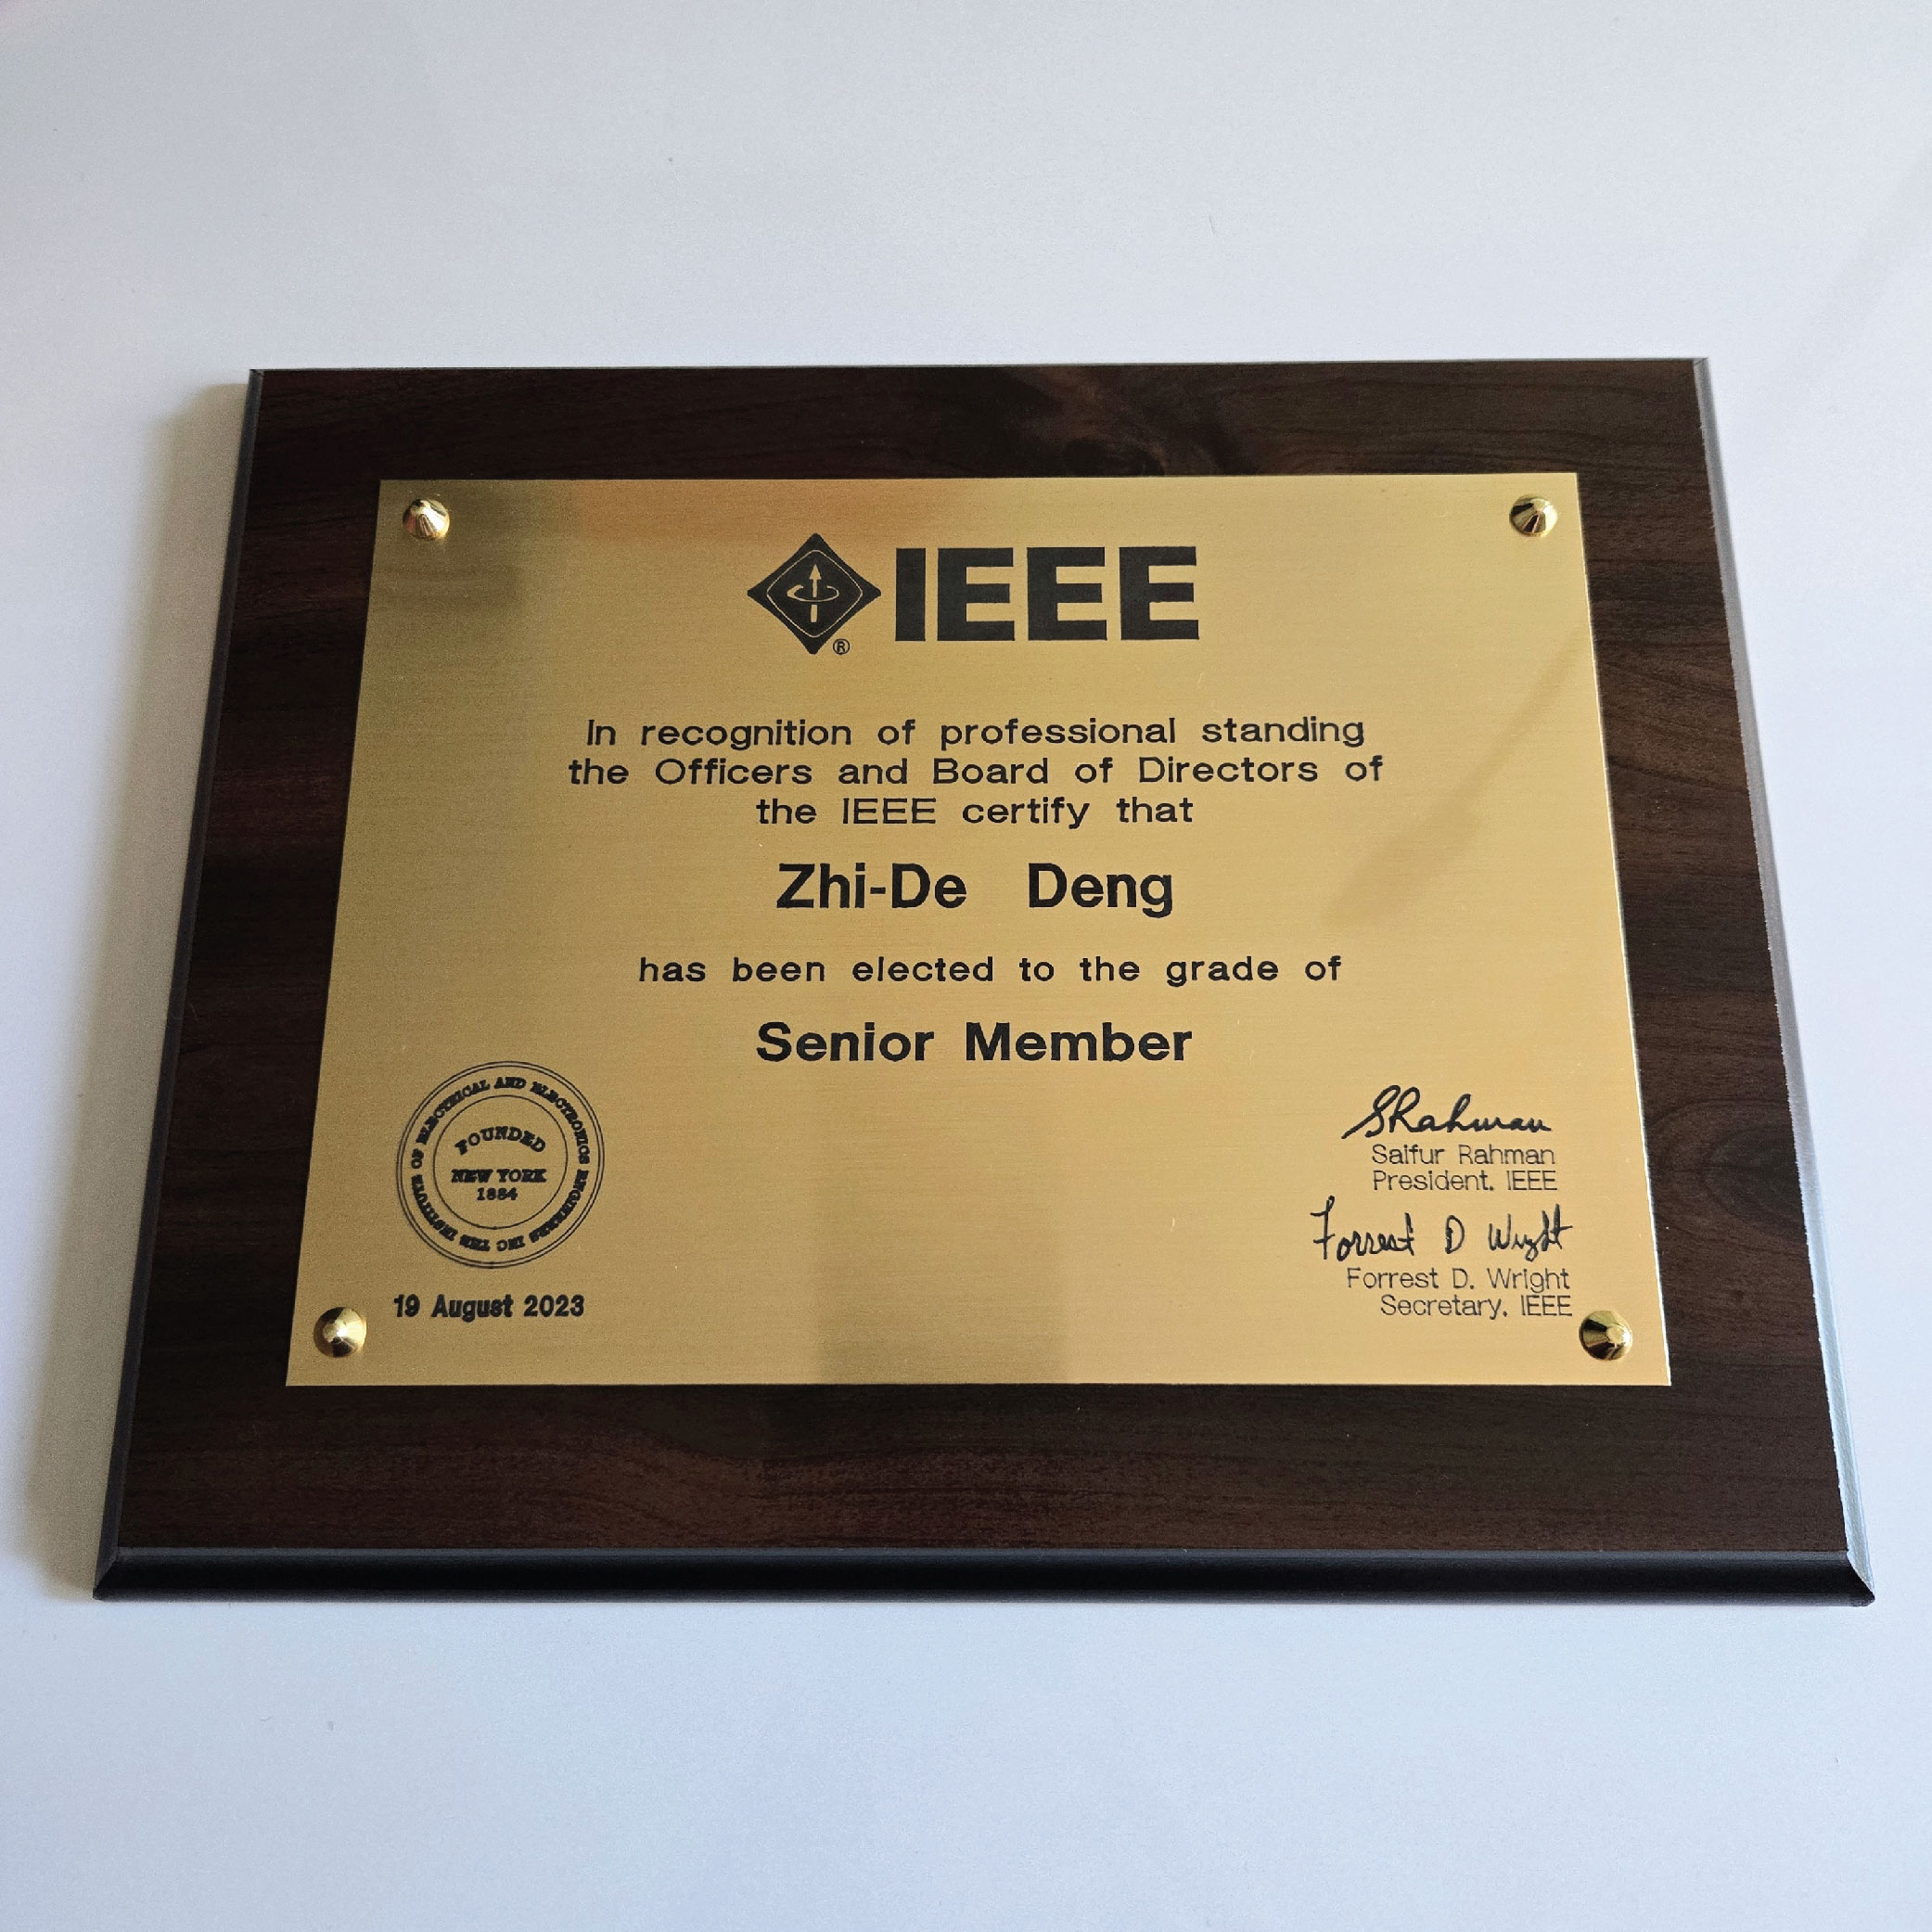 IEEE
®
In recognition of professional standing
the Officers and Board of Directors of
the IEEE certify that
Zhi-De Deng
has been elected to the grade of
Senior Member
THE INSTITUTE OF ELECTRICAL AND ELECTRONICS ENGINEERS INC
FOUNDED
NEW YORK
1884
19 August 2023
SRahman
Saifur Rahman
President, IEEE
Forrest D Wright
Forrest D. Wright
Secretary, IEEE